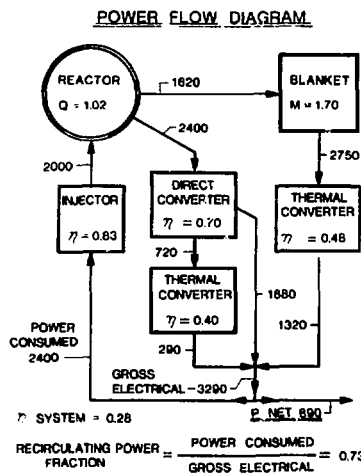 POWER FLOW DIAGRAM
REACTOR
Q = 1.02
1620
BLANKET
M = 1.70
2400
2000
2750
INJECTOR
η = 0.83
DIRECT
CONVERTER
η = 0.70
THERMAL
CONVERTER
η = 0.48
720
THERMAL
CONVERTER
η = 0.40
1680
1320
POWER
CONSUMED
2400
290
GROSS
ELECTRICAL - 3290
P NET 890
η SYSTEM = 0.28
RECIRCULATING POWER
FRACTION
= POWER CONSUMED
GROSS ELECTRICAL
= 0.73